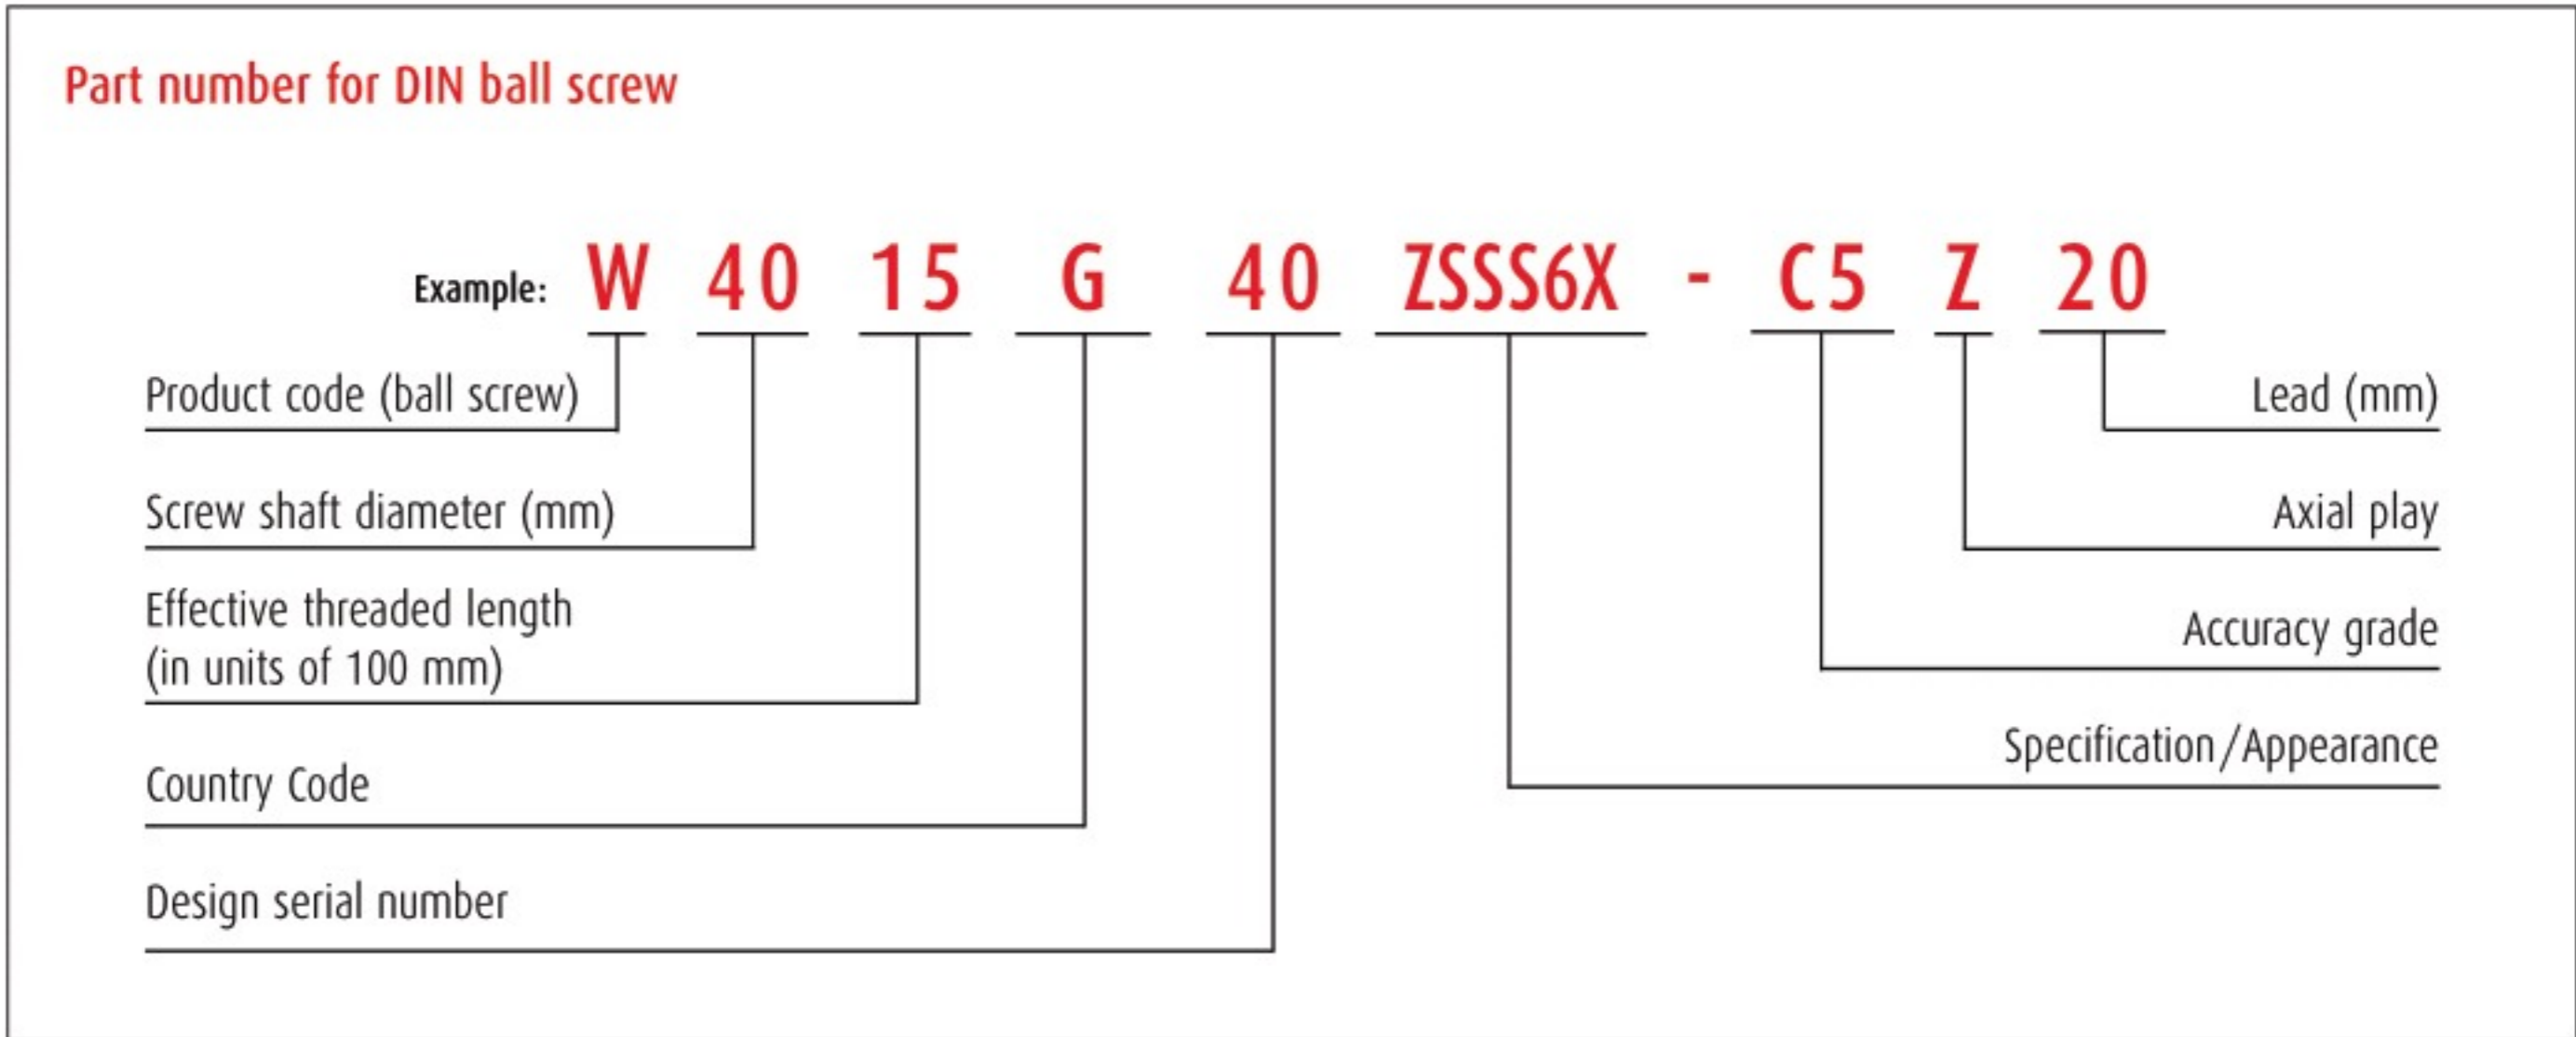 Part number for DIN ball screw
Example: W 40 15 G 40 ZSSS6X - C5 Z 20
Product code (ball screw)
Lead (mm)
Screw shaft diameter (mm)
Axial play
Effective threaded length
(in units of 100 mm)
Accuracy grade
Country Code
Specification/Appearance
Design serial number